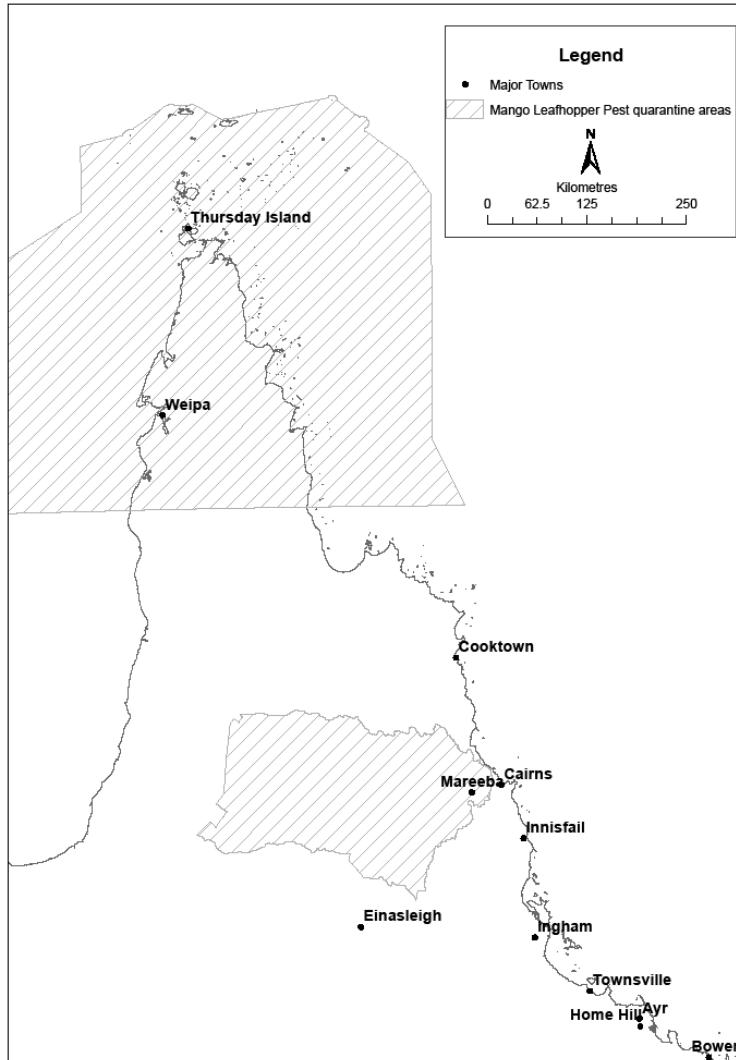 Legend
Major Towns
Mango Leafhopper Pest quarantine areas
N
Kilometres
0 62.5 125 250
Thursday Island
Weipa
Cooktown
Cairns
Mareeba
Innisfail
Einasleigh
Ingham
Townsville
Ayr
Home Hill
Bowen